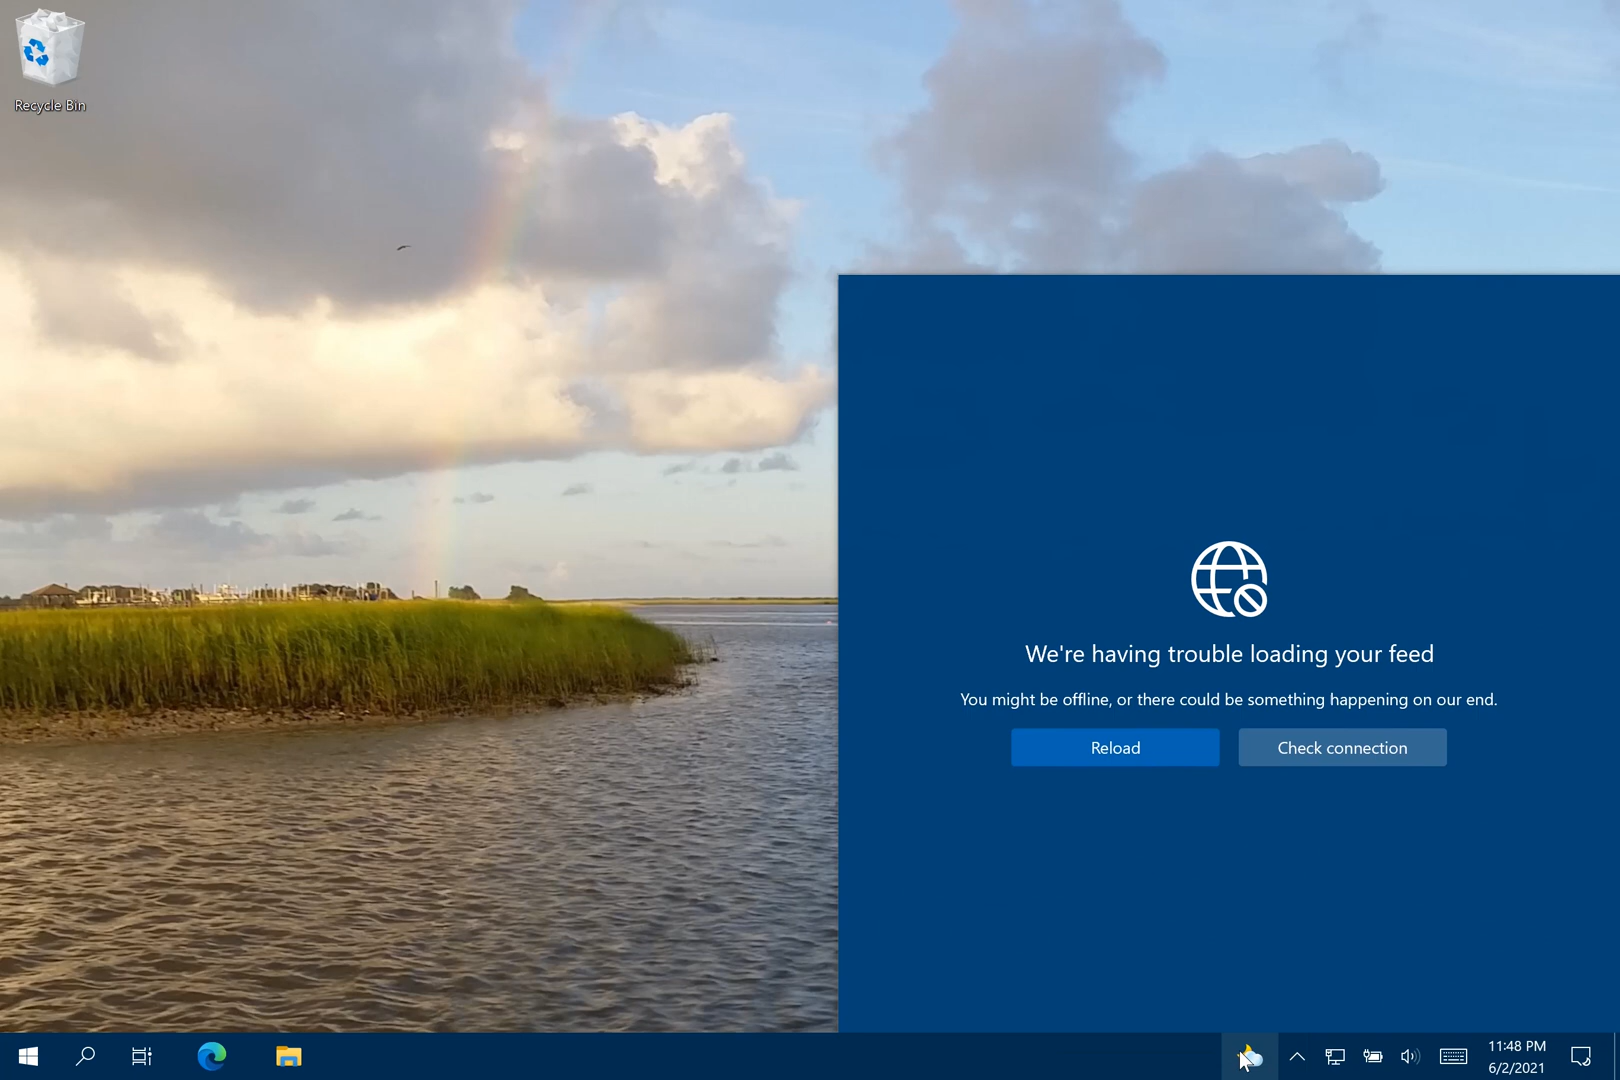 Recycle Bin
We're having trouble loading your feed
You might be offline, or there could be something happening on our end.
Reload
Check connection
11:48 PM
6/2/2021